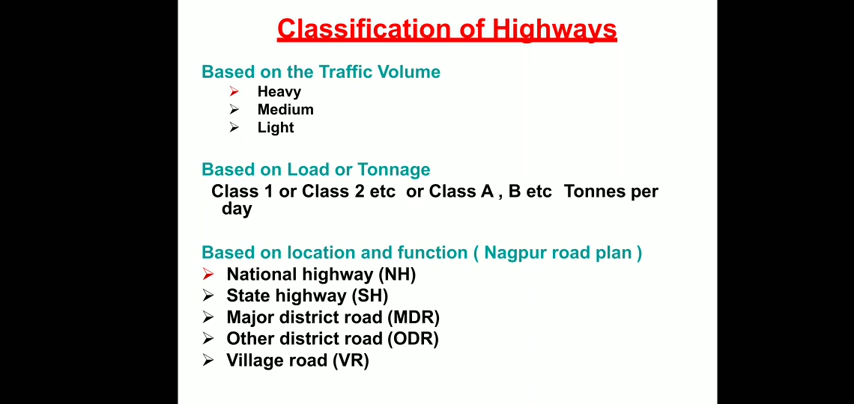 Classification of Highways
Based on the Traffic Volume
Heavy
Medium
Light
Based on Load or Tonnage
Class 1 or Class 2 etc or Class A , B etc Tonnes per
day
Based on location and function ( Nagpur road plan )
National highway (NH)
State highway (SH)
Major district road (MDR)
Other district road (ODR)
Village road (VR)